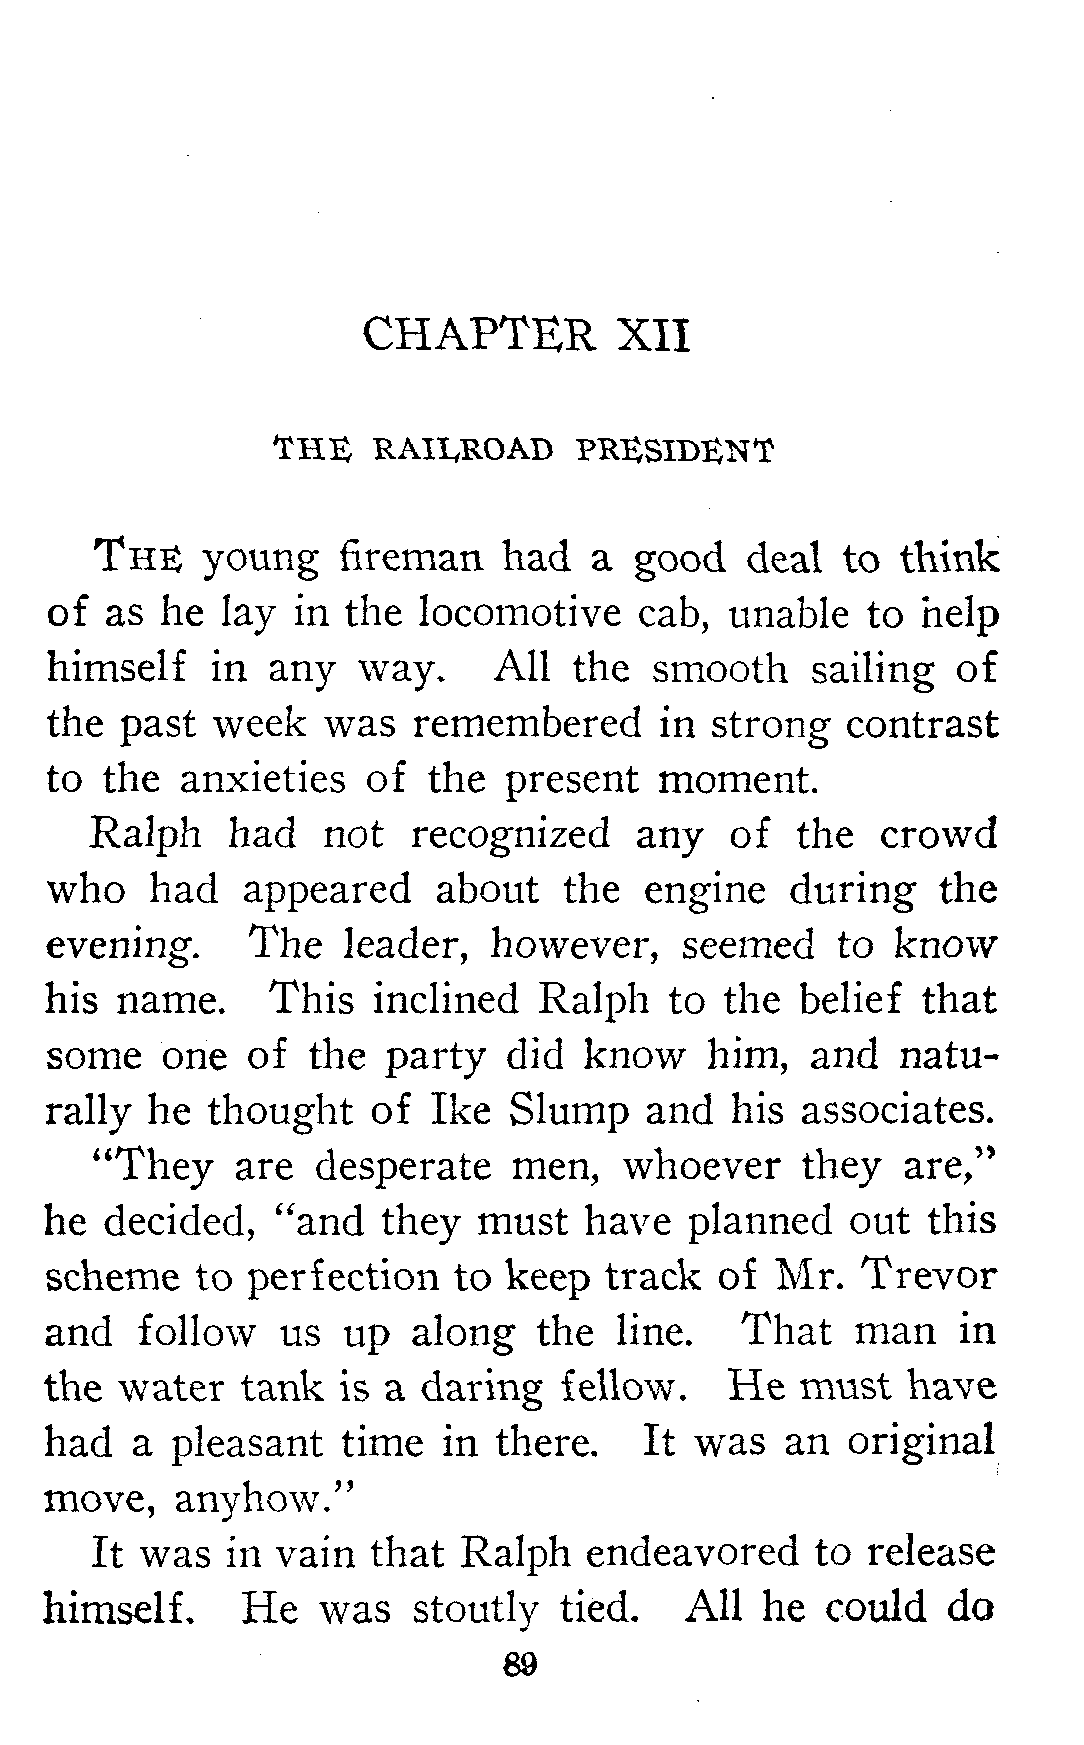 CHAPTER XII
THE RAILROAD PRESIDENT
THE young fireman had a good deal to think
of as he lay in the locomotive cab, unable to help
himself in any way. All the smooth sailing of
the past week was remembered in strong contrast
to the anxieties of the present moment.
Ralph had not recognized any of the crowd
who had appeared about the engine during the
evening. The leader, however, seemed to know
his name. This inclined Ralph to the belief that
some one of the party did know him, and natu-
rally he thought of Ike Slump and his associates.
“They are desperate men, whoever they are,”
he decided, “and they must have planned out this
scheme to perfection to keep track of Mr. Trevor
and follow us up along the line. That man in
the water tank is a daring fellow. He must have
had a pleasant time in there. It was an original
move, anyhow.”
It was in vain that Ralph endeavored to release
himself. He was stoutly tied. All he could do
89